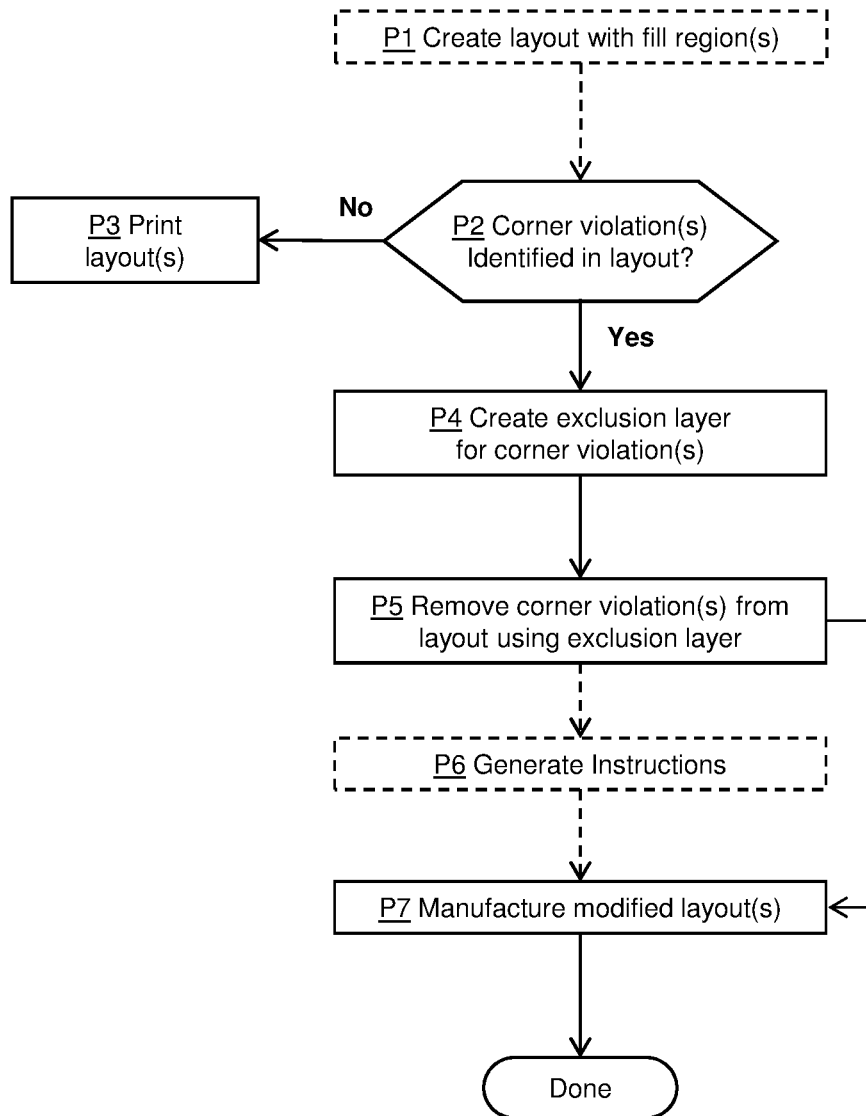 P1 Create layout with fill region(s)
No
P3 Print
layout(s)
P2 Corner violation(s)
Identified in layout?
Yes
P4 Create exclusion layer
for corner violation(s)
P5 Remove corner violation(s) from
layout using exclusion layer
P6 Generate Instructions
P7 Manufacture modified layout(s)
Done